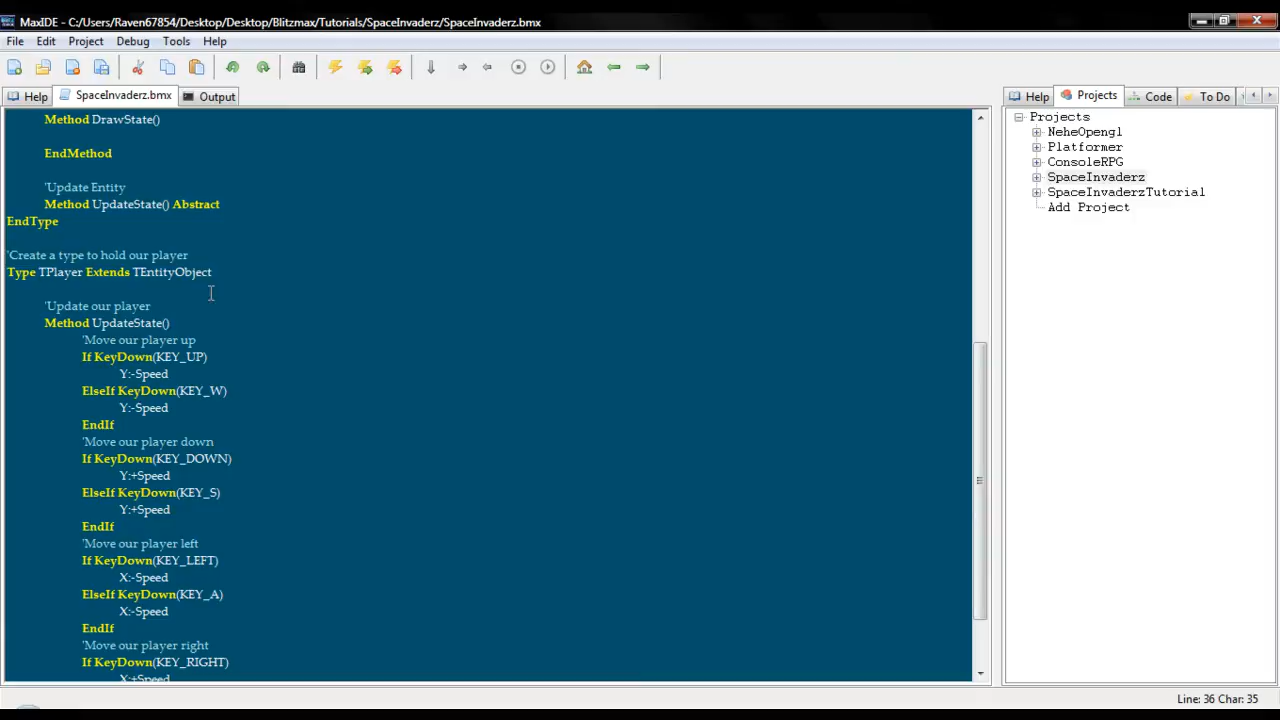 MaxIDE - C:/Users/Raven67854/Desktop/Desktop/Blitzmax/Tutorials/SpaceInvaderz/SpaceInvaderz.bmx
File Edit Project Debug Tools Help
Help SpaceInvaderz.bmx Output
Method DrawState()
EndMethod
'Update Entity
Method UpdateState() Abstract
EndType
'Create a type to hold our player
Type TPlayer Extends TEntityObject
'Update our player
Method UpdateState()
'Move our player up
If KeyDown(KEY_UP)
Y:-Speed
ElseIf KeyDown(KEY_W)
Y:-Speed
EndIf
'Move our player down
If KeyDown(KEY_DOWN)
Y:+Speed
ElseIf KeyDown(KEY_S)
Y:+Speed
EndIf
'Move our player left
If KeyDown(KEY_LEFT)
X:-Speed
ElseIf KeyDown(KEY_A)
X:-Speed
EndIf
'Move our player right
If KeyDown(KEY_RIGHT)
X:+Speed
Help Projects Code To Do
Projects
NeheOpengl
Platformer
ConsoleRPG
SpaceInvaderz
SpaceInvaderzTutorial
Add Project
Line: 36 Char: 35